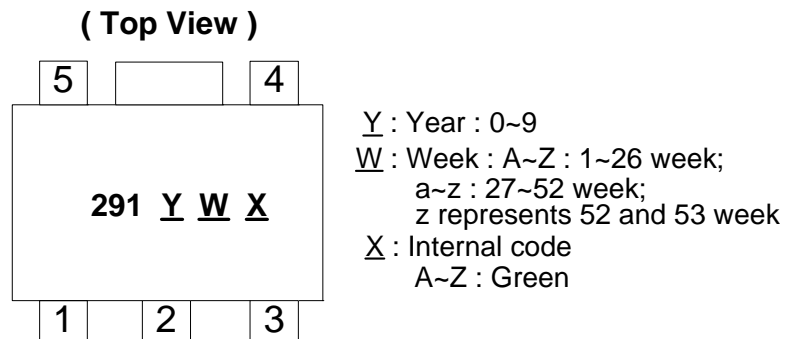 ( Top View )
5 4
291 Y W X
1 2 3
Y : Year : 0~9
W : Week : A~Z : 1~26 week;
a~z : 27~52 week;
z represents 52 and 53 week
X : Internal code
A~Z : Green